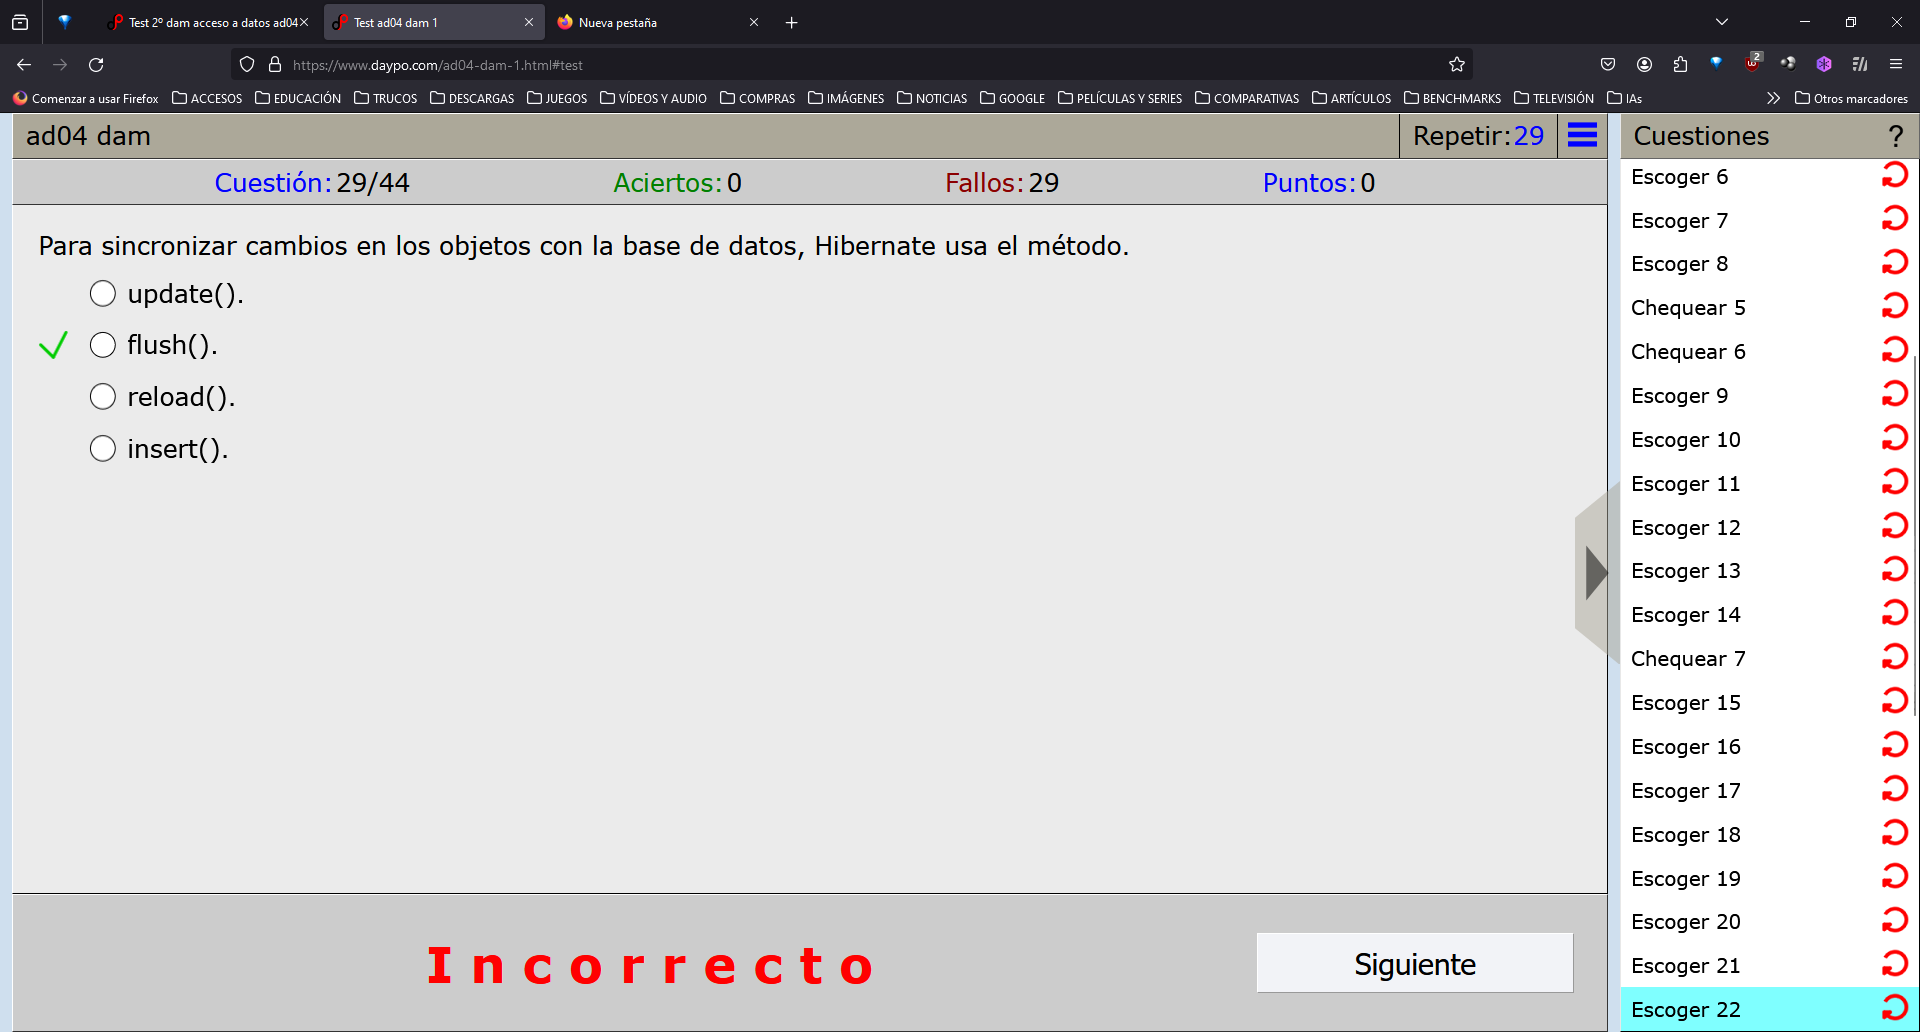 Test 2º dam acceso a datos ad04
Test ad04 dam 1
Nueva pestaña
https://www.daypo.com/ad04-dam-1.html#test
2
Comenzar a usar Firefox
ACCESOS
EDUCACIÓN
TRUCOS
DESCARGAS
JUEGOS
VÍDEOS Y AUDIO
COMPRAS
IMÁGENES
NOTICIAS
GOOGLE
PELÍCULAS Y SERIES
COMPARATIVAS
ARTÍCULOS
BENCHMARKS
TELEVISIÓN
IAs
Otros marcadores
ad04 dam
Repetir:29
Cuestión:29/44
Aciertos:0
Fallos:29
Puntos:0
Para sincronizar cambios en los objetos con la base de datos, Hibernate usa el método.
update().
flush().
reload().
insert().
Incorrecto
Siguiente
Cuestiones
?
Escoger 6
Escoger 7
Escoger 8
Chequear 5
Chequear 6
Escoger 9
Escoger 10
Escoger 11
Escoger 12
Escoger 13
Escoger 14
Chequear 7
Escoger 15
Escoger 16
Escoger 17
Escoger 18
Escoger 19
Escoger 20
Escoger 21
Escoger 22